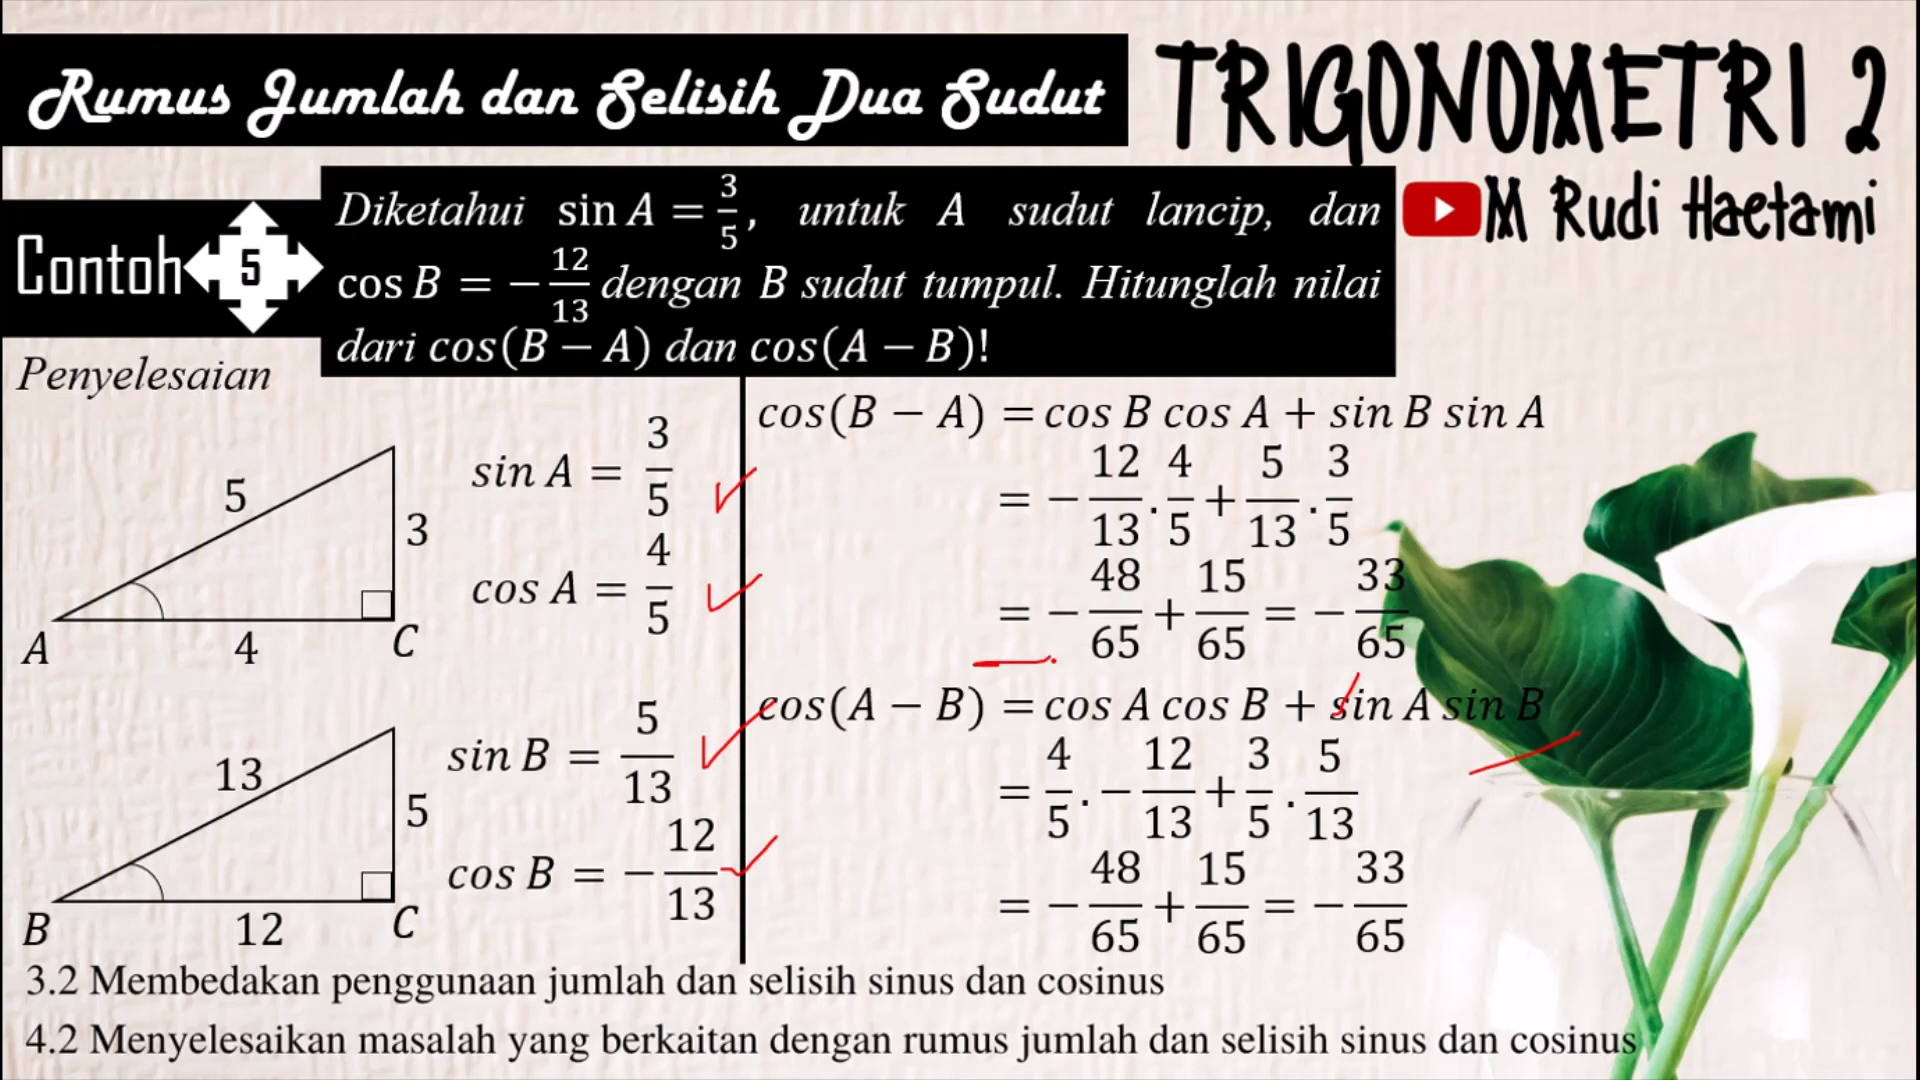 Rumus Jumlah dan Selisih Dua Sudut
TRIGONOMETRI 2
M Rudi Haetami
Contoh 5
Diketahui sin A = 3/5, untuk A sudut lancip, dan
cos B = −12/13 dengan B sudut tumpul. Hitunglah nilai
dari cos(B − A) dan cos(A − B)!
Penyelesaian
5
3
A
4
C
sin A = 3/5
cos A = 4/5
13
5
B
12
C
sin B = 5/13
cos B = −12/13
cos(B − A) = cos B cos A + sin B sin A
= −12/13 . 4/5 + 5/13 . 3/5
= −48/65 + 15/65 = −33/65
cos(A − B) = cos A cos B + sin A sin B
= 4/5 . −12/13 + 3/5 . 5/13
= −48/65 + 15/65 = −33/65
3.2 Membedakan penggunaan jumlah dan selisih sinus dan cosinus
4.2 Menyelesaikan masalah yang berkaitan dengan rumus jumlah dan selisih sinus dan cosinus